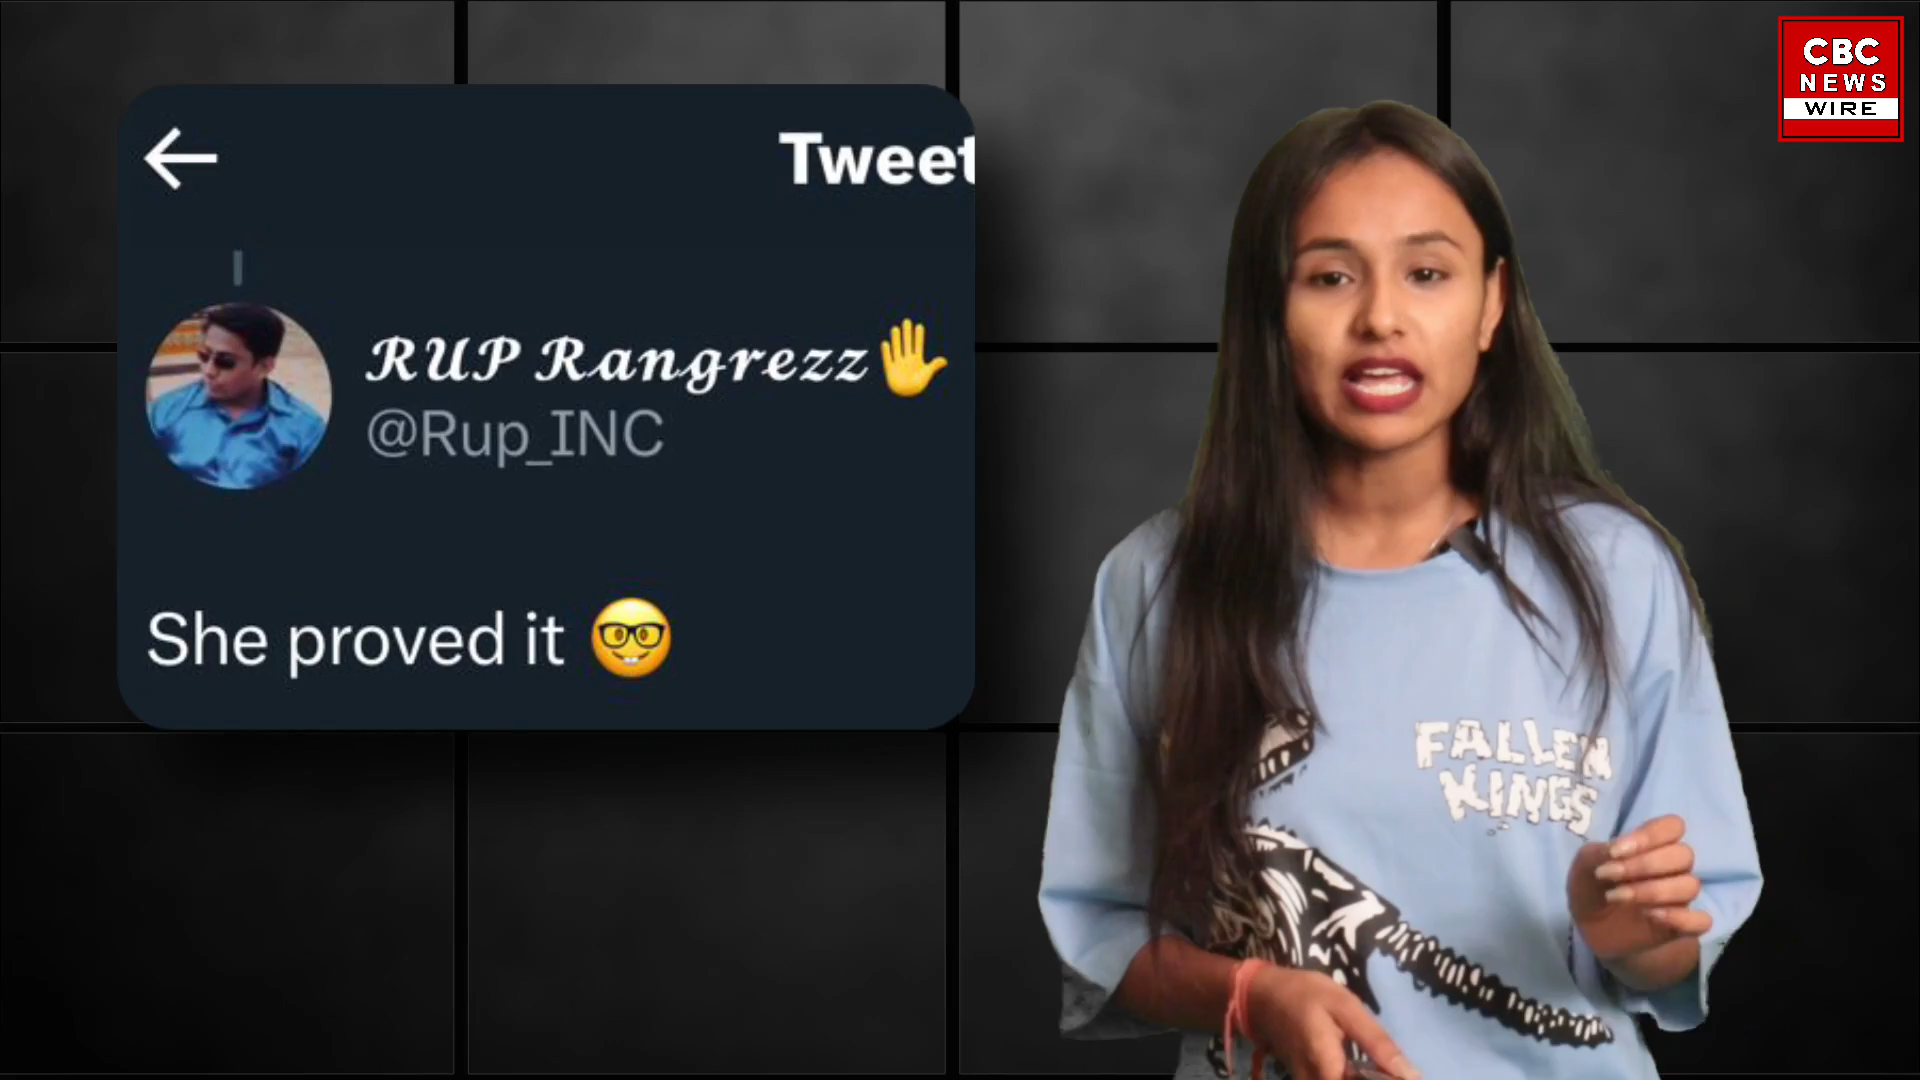 CBC
NEWS
WIRE
Tweet
RUP Rangrezz✋
@Rup_INC
She proved it 🤓
FALLEN
KINGS